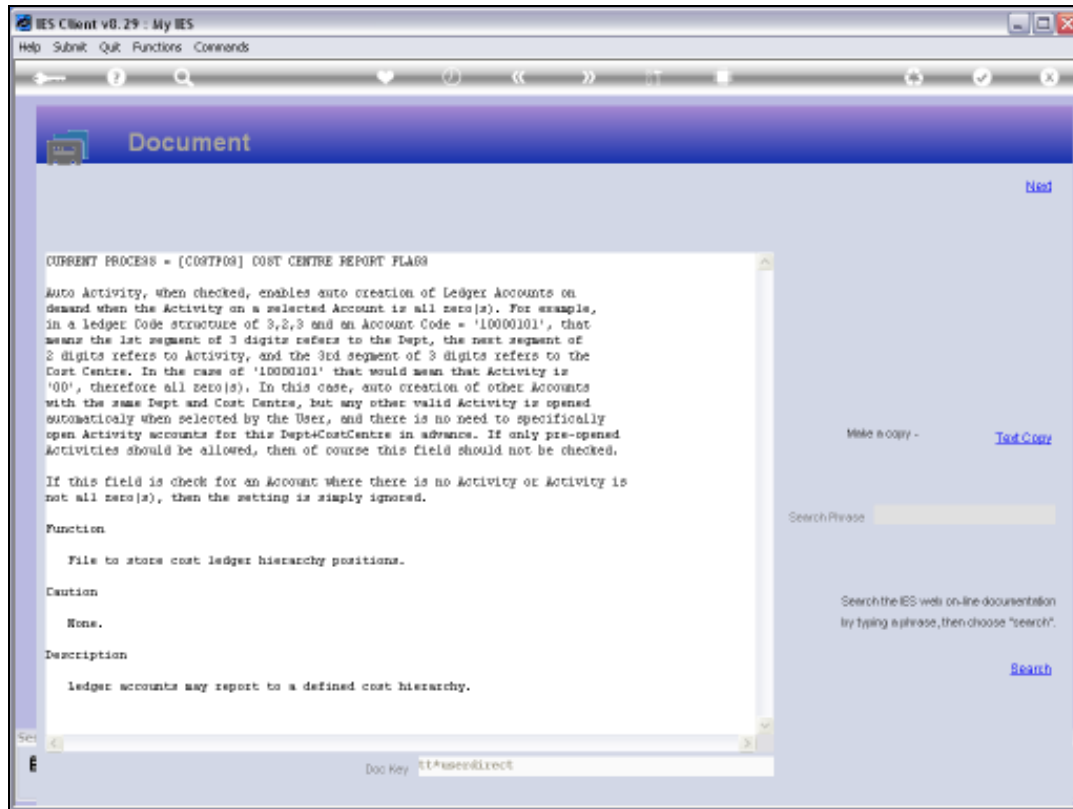 IES Client v8.29 : My IES
Help Submit Quit Functions Commands
Document
Next
CURRENT PROCESS = [COSTPOS] COST CENTRE REPORT FLAGS
Auto Activity, when checked, enables auto creation of Ledger Accounts on
demand when the Activity on a selected Account is all zero(s). For example,
in a ledger Code structure of 3,2,3 and an Account Code = '10000101', that
means the 1st segment of 3 digits refers to the Dept, the next segment of
2 digits refers to Activity, and the 3rd segment of 3 digits refers to the
Cost Centre. In the case of '10000101' that would mean that Activity is
'00', therefore all zero(s). In this case, auto creation of other Accounts
with the same Dept and Cost Centre, but any other valid Activity is opened
automaticaly when selected by the User, and there is no need to specifically
open Activity accounts for this Dept+CostCentre in advance. If only pre-opened
Activities should be allowed, then of course this field should not be checked.
If this field is check for an Account where there is no Activity or Activity is
not all zero(s), then the setting is simply ignored.
Function
File to store cost ledger hierarchy positions.
Caution
None.
Description
ledger accounts may report to a defined cost hierarchy.
Make a copy -
Text Copy
Search Phrase
Search the IES web on-line documentation
by typing a phrase, then choose "search".
Search
Doc Key tt*userdirect